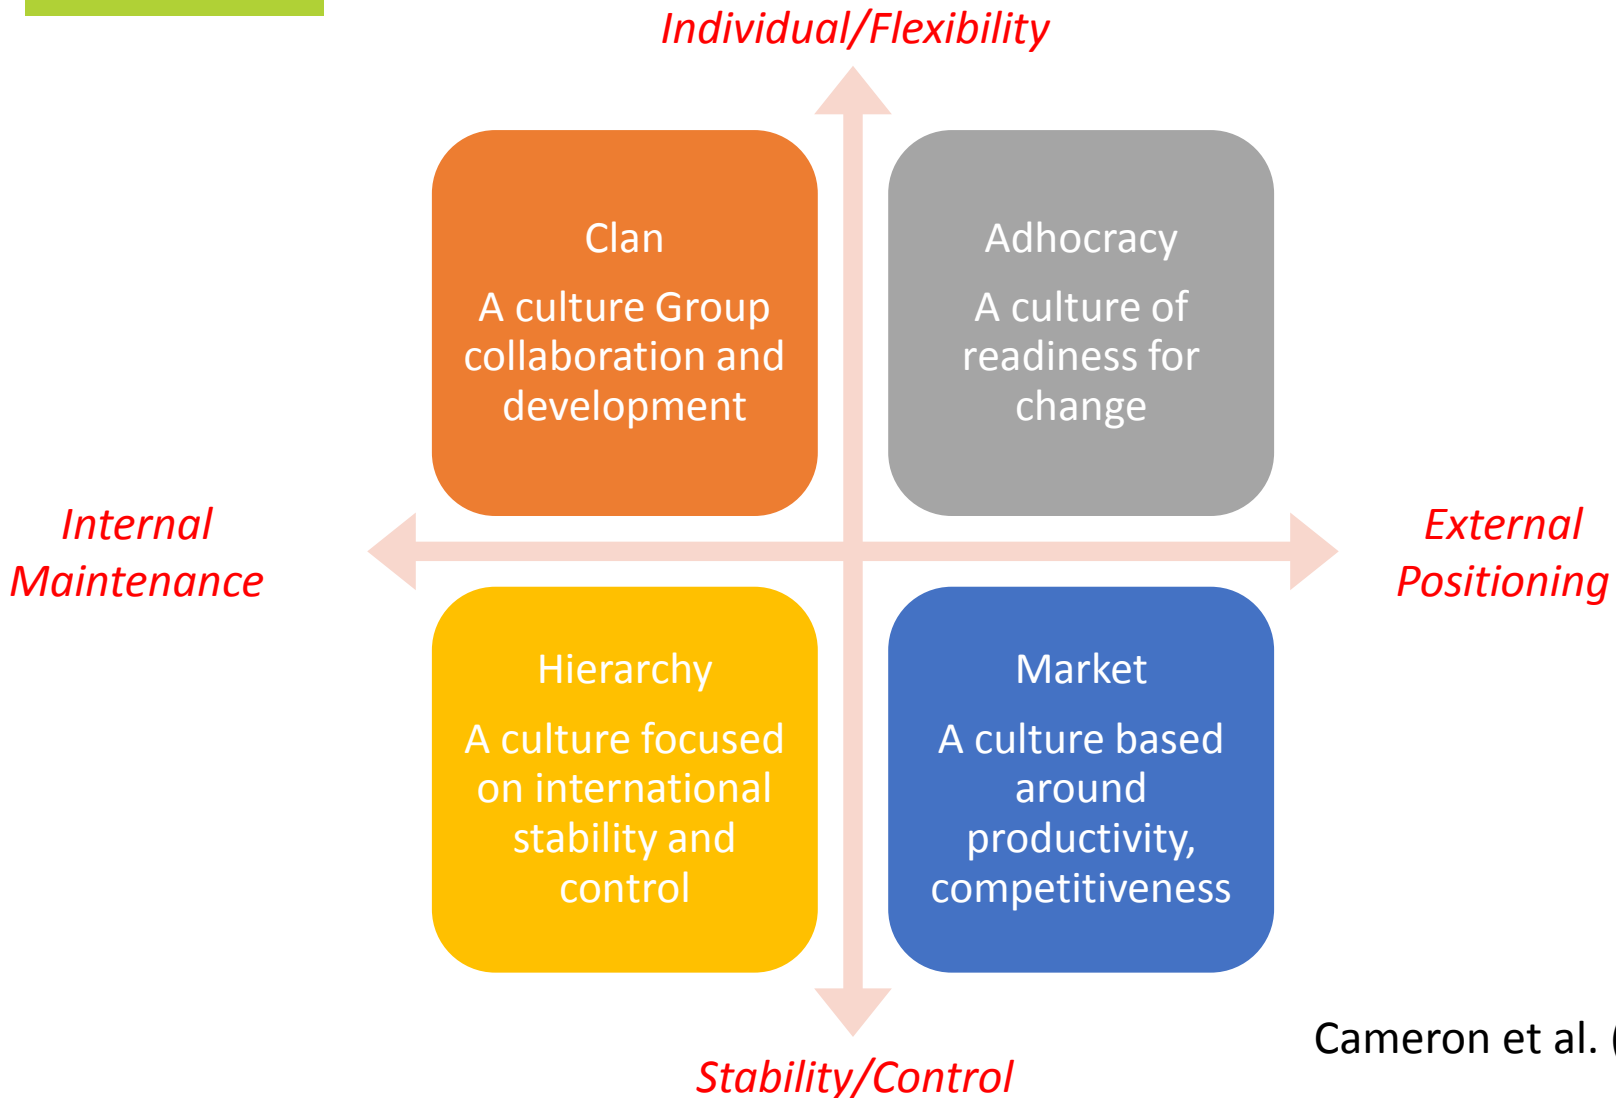 Individual/Flexibility
Clan
A culture Group
collaboration and
development
Adhocracy
A culture of
readiness for
change
Internal
Maintenance
External
Positioning
Hierarchy
A culture focused
on international
stability and
control
Market
A culture based
around
productivity,
competitiveness
Cameron et al. (
Stability/Control